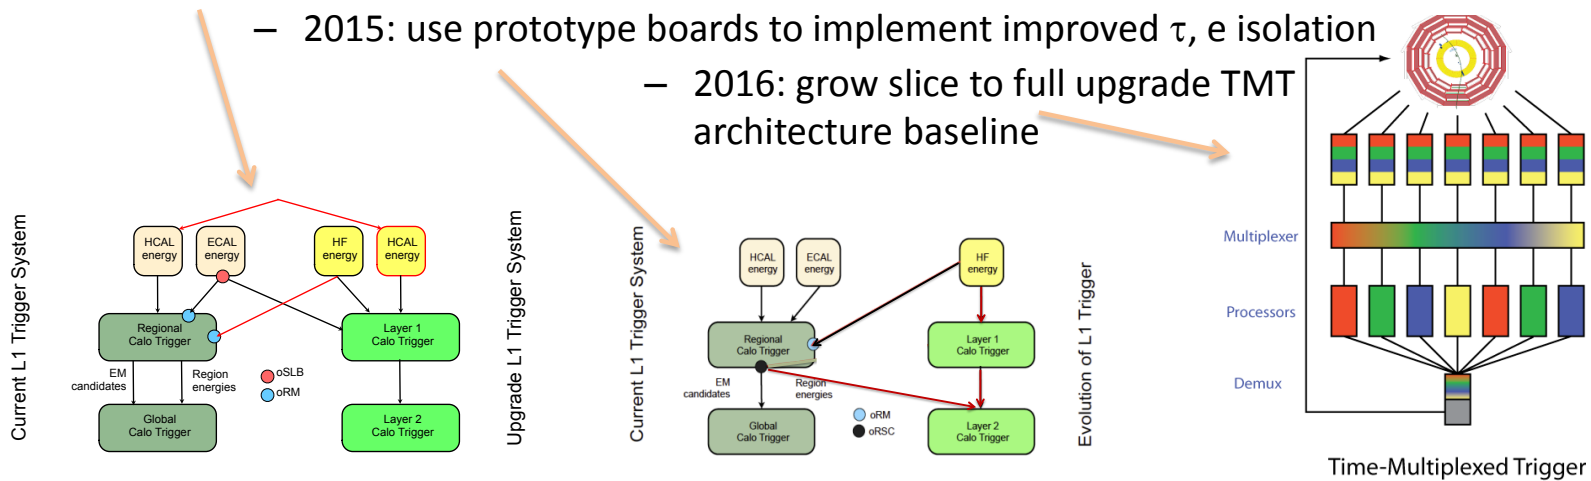 – 2015: use prototype boards to implement improved τ, e isolation
– 2016: grow slice to full upgrade TMT
architecture baseline
Current L1 Trigger System
HCAL
energy
ECAL
energy
HF
energy
HCAL
energy
Regional
Calo Trigger
Layer 1
Calo Trigger
EM
candidates
Region
energies
oSLB
oRM
Global
Calo Trigger
Layer 2
Calo Trigger
Upgrade L1 Trigger System
Current L1 Trigger System
HCAL
energy
ECAL
energy
HF
energy
Regional
Calo Trigger
Layer 1
Calo Trigger
EM
candidates
Region
energies
oRM
oRSC
Global
Calo Trigger
Layer 2
Calo Trigger
Evolution of L1 Trigger
Multiplexer
Processors
Demux
Time-Multiplexed Trigger